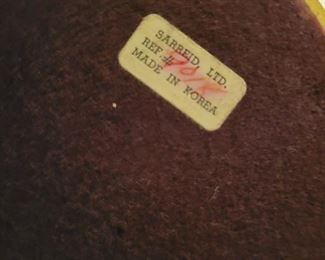 SARREID, LTD.
REF.#
MADE IN KOREA